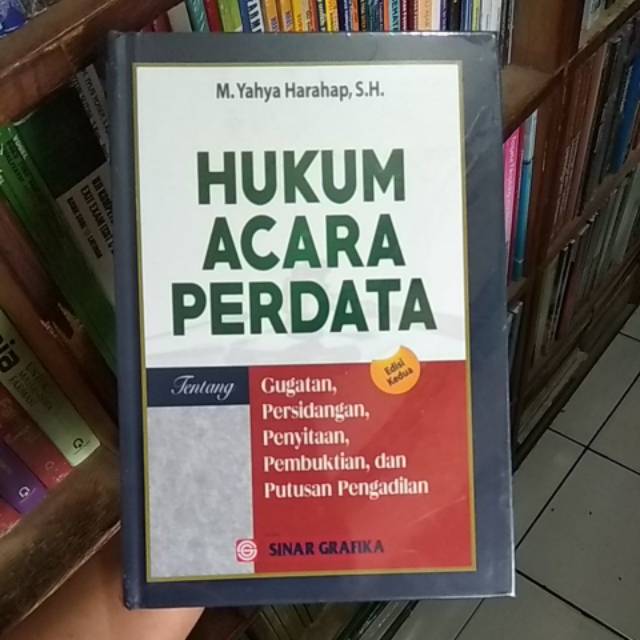 M. Yahya Harahap, S.H.
HUKUM
ACARA
PERDATA
Edisi
Kedua
Tentang
Gugatan,
Persidangan,
Penyitaan,
Pembuktian, dan
Putusan Pengadilan
SINAR GRAFIKA